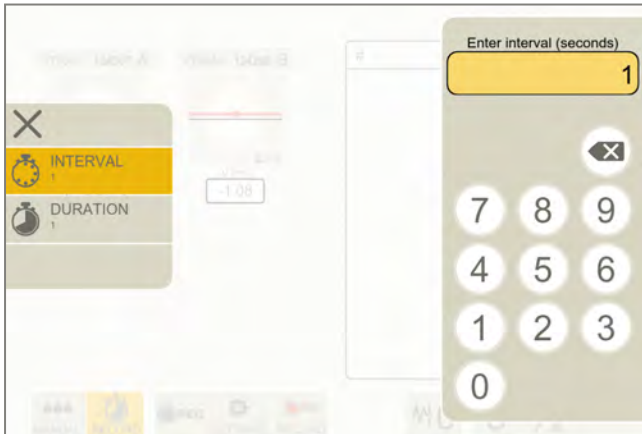 Enter interval (seconds)
1
INTERVAL
1
DURATION
1
-1.08
7 8 9
4 5 6
1 2 3
0